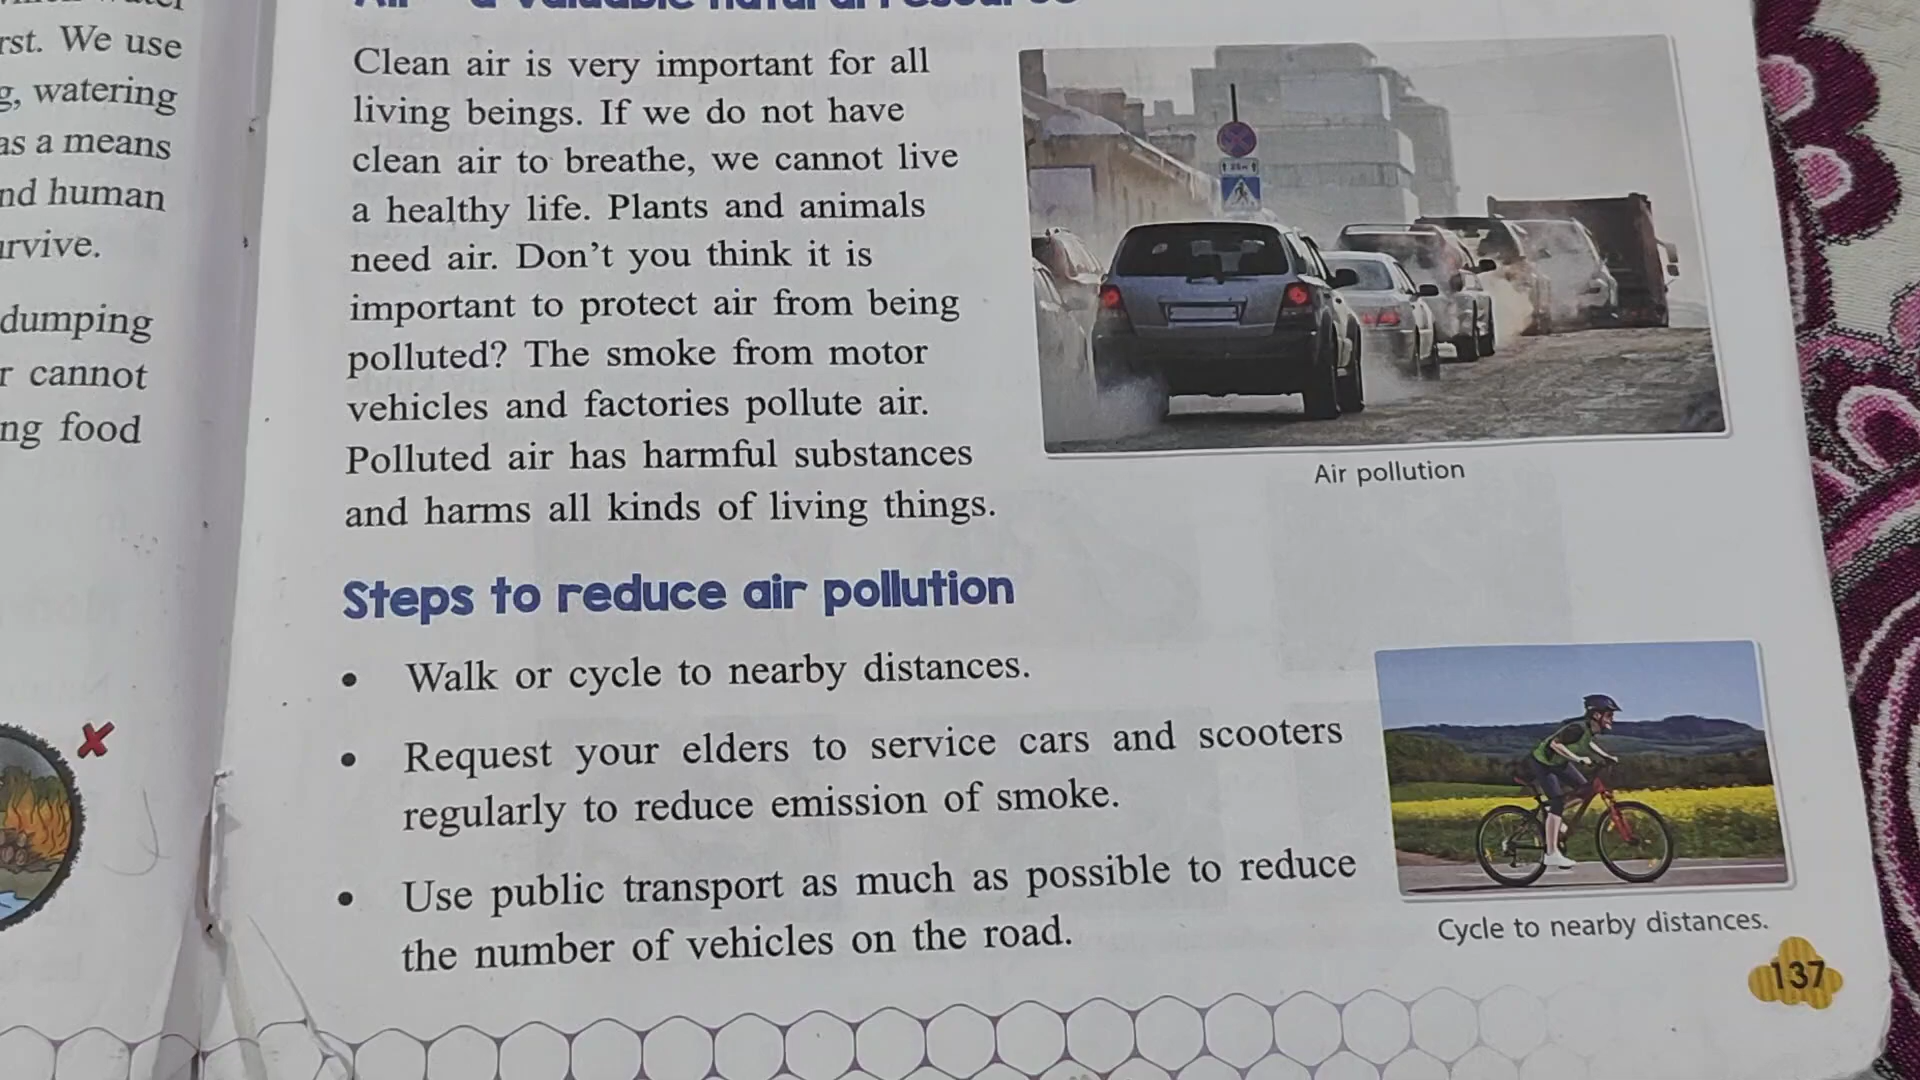 rst. We use
g, watering
as a means
nd human
urvive.
dumping
r cannot
ng food
Air – a valuable natural resource
Clean air is very important for all
living beings. If we do not have
clean air to breathe, we cannot live
a healthy life. Plants and animals
need air. Don't you think it is
important to protect air from being
polluted? The smoke from motor
vehicles and factories pollute air.
Polluted air has harmful substances
and harms all kinds of living things.
Air pollution
Steps to reduce air pollution
• Walk or cycle to nearby distances.
• Request your elders to service cars and scooters
regularly to reduce emission of smoke.
• Use public transport as much as possible to reduce
the number of vehicles on the road.
Cycle to nearby distances.
137